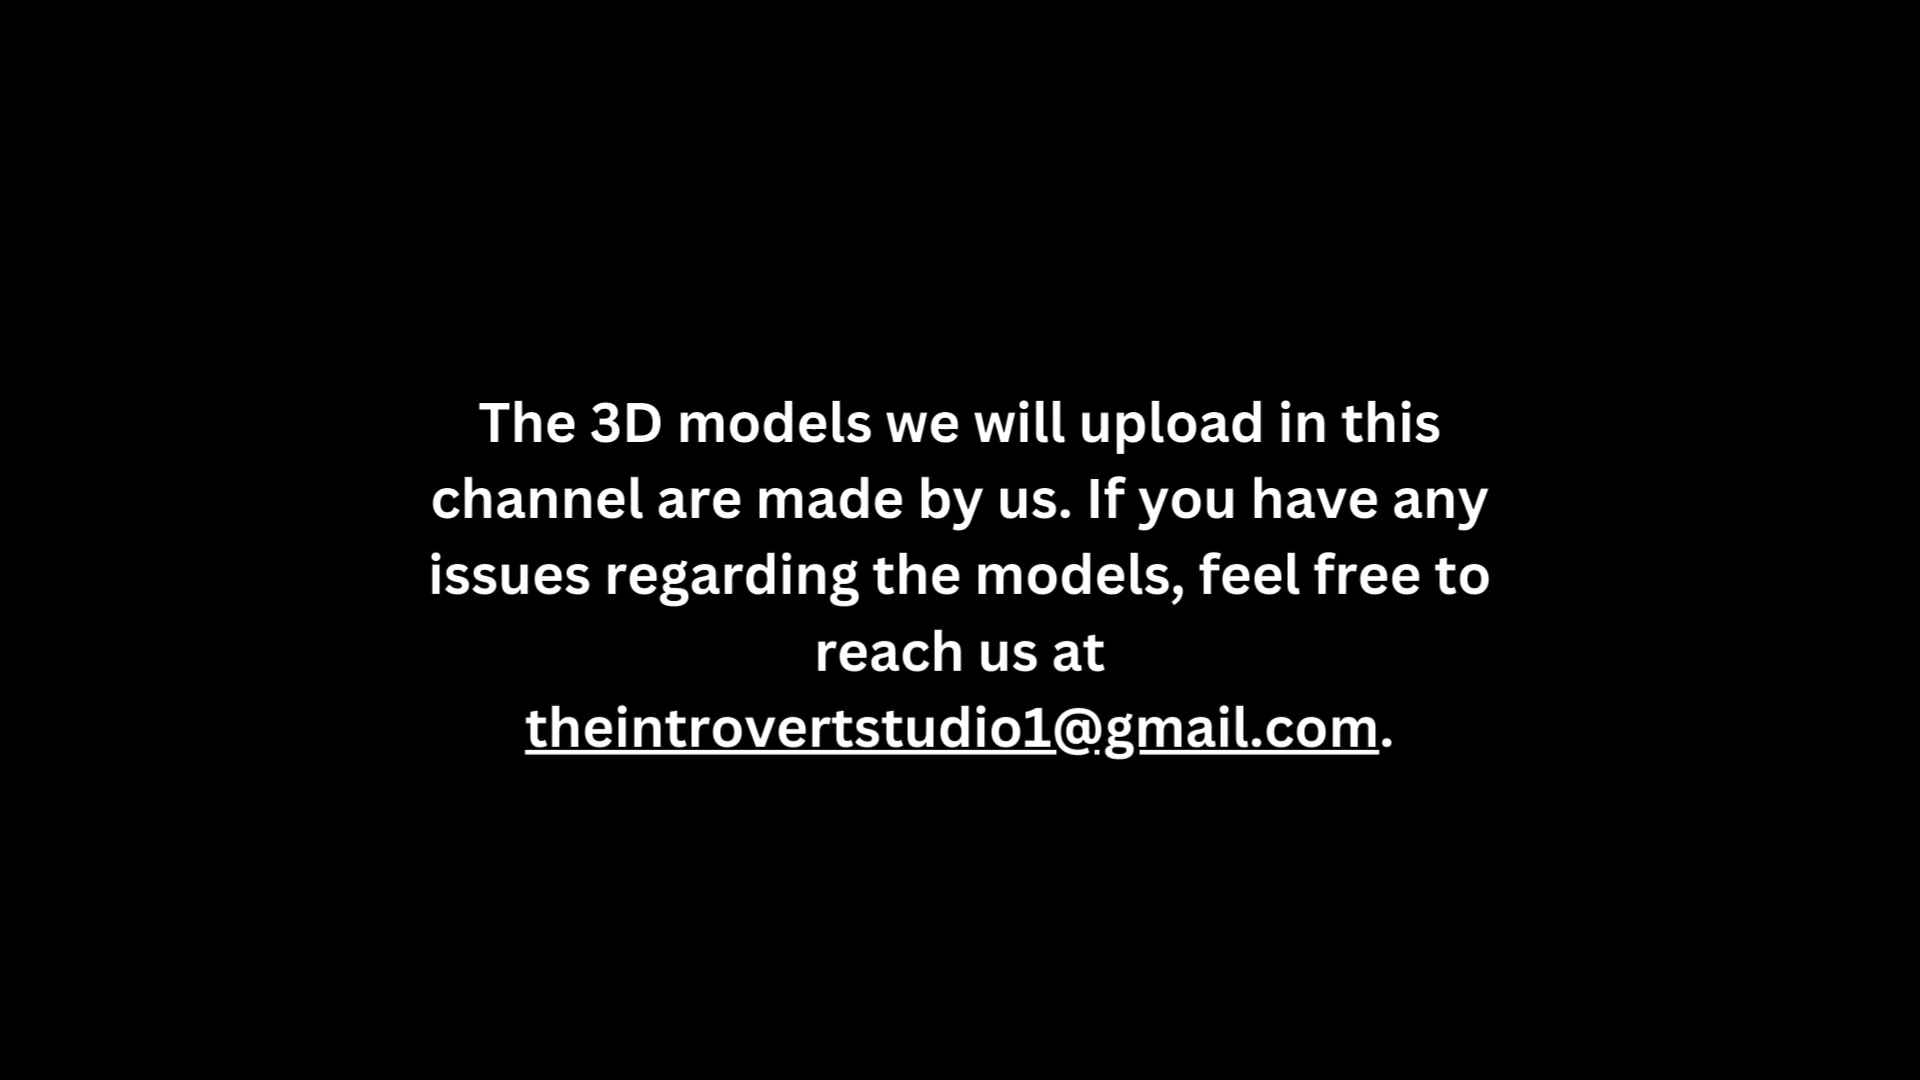 The 3D models we will upload in this
channel are made by us. If you have any
issues regarding the models, feel free to
reach us at
theintrovertstudio1@gmail.com.